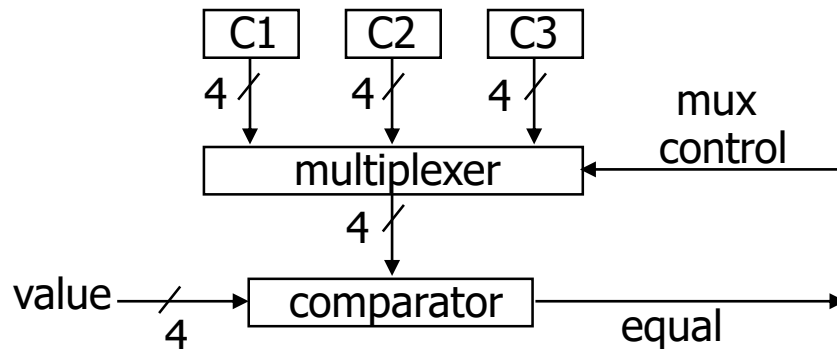 C1 C2 C3
4 4 4
mux
control
multiplexer
4
value
comparator
4
equal